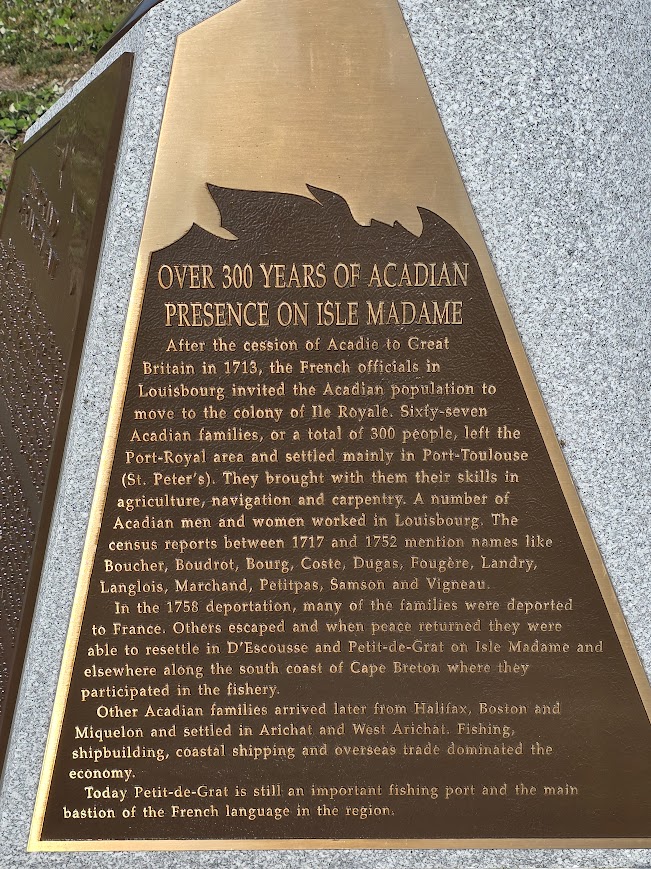 OVER 300 YEARS OF ACADIAN
PRESENCE ON ISLE MADAME
After the cession of Acadie to Great
Britain in 1713, the French officials in
Louisbourg invited the Acadian population to
move to the colony of Ile Royale. Sixty-seven
Acadian families, or a total of 300 people, left the
Port-Royal area and settled mainly in Port-Toulouse
(St. Peter's). They brought with them their skills in
agriculture, navigation and carpentry. A number of
Acadian men and women worked in Louisbourg. The
census reports between 1717 and 1752 mention names like
Boucher, Boudrot, Bourg, Coste, Dugas, Fougère, Landry,
Langlois, Marchand, Petitpas, Samson and Vigneau.
In the 1758 deportation, many of the families were deported
to France. Others escaped and when peace returned they were
able to resettle in D'Escousse and Petit-de-Grat on Isle Madame and
elsewhere along the south coast of Cape Breton where they
participated in the fishery.
Other Acadian families arrived later from Halifax, Boston and
Miquelon and settled in Arichat and West Arichat. Fishing,
shipbuilding, coastal shipping and overseas trade dominated the
economy.
Today Petit-de-Grat is still an important fishing port and the main
bastion of the French language in the region.